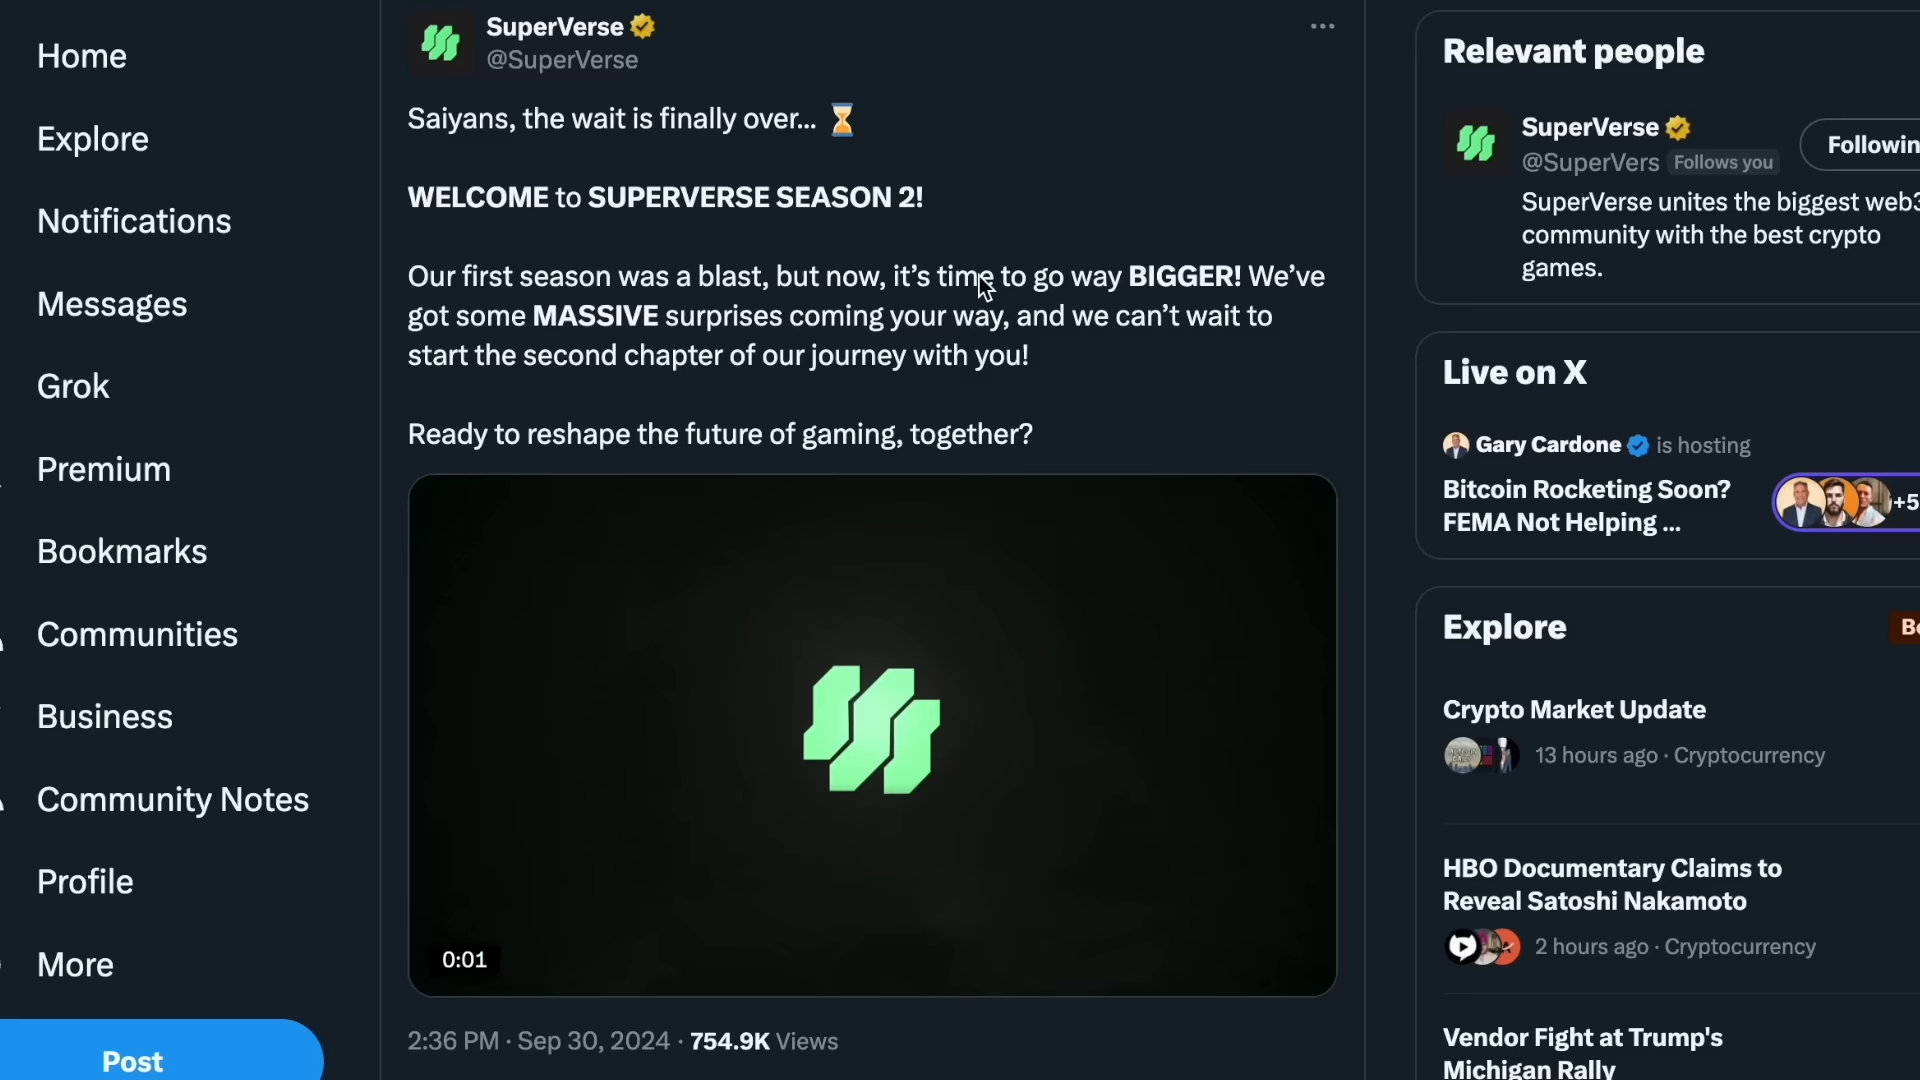 Home
Explore
Notifications
Messages
Grok
Premium
Bookmarks
Communities
Business
Community Notes
Profile
More
Post
SuperVerse
@SuperVerse
Saiyans, the wait is finally over... ⌛
WELCOME to SUPERVERSE SEASON 2!
Our first season was a blast, but now, it’s time to go way BIGGER! We’ve
got some MASSIVE surprises coming your way, and we can’t wait to
start the second chapter of our journey with you!
Ready to reshape the future of gaming, together?
0:01
2:36 PM · Sep 30, 2024 · 754.9K Views
Relevant people
SuperVerse
@SuperVers Follows you
Followin
SuperVerse unites the biggest web3
community with the best crypto
games.
Live on X
Gary Cardone is hosting
Bitcoin Rocketing Soon?
FEMA Not Helping ...
+5
Explore
Be
Crypto Market Update
13 hours ago · Cryptocurrency
HBO Documentary Claims to
Reveal Satoshi Nakamoto
2 hours ago · Cryptocurrency
Vendor Fight at Trump's
Michigan Rally